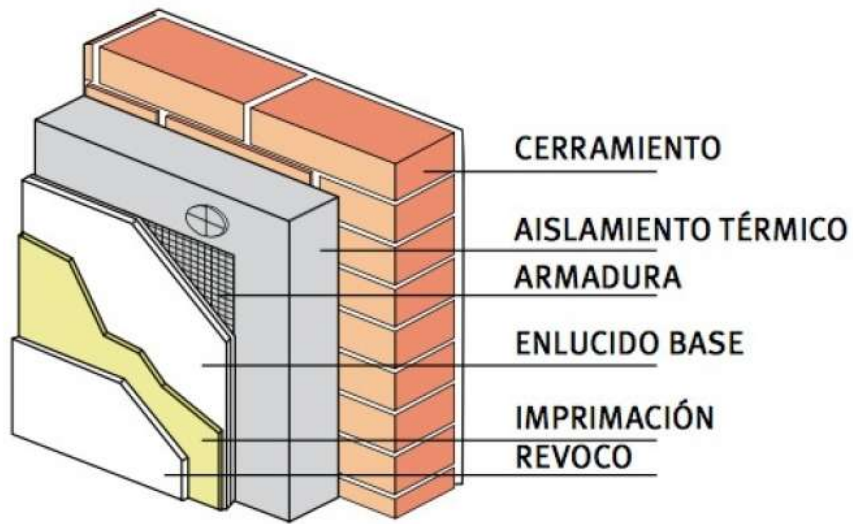 CERRAMIENTO
AISLAMIENTO TÉRMICO
ARMADURA
ENLUCIDO BASE
IMPRIMACIÓN
REVOCO